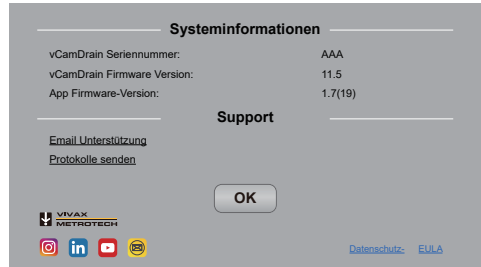 Systeminformationen
vCamDrain Seriennummer: AAA
vCamDrain Firmware Version: 11.5
App Firmware-Version: 1.7(19)
Support
Email Unterstützung
Protokolle senden
OK
VIVAX
METROTECH
in
Datenschutz- EULA